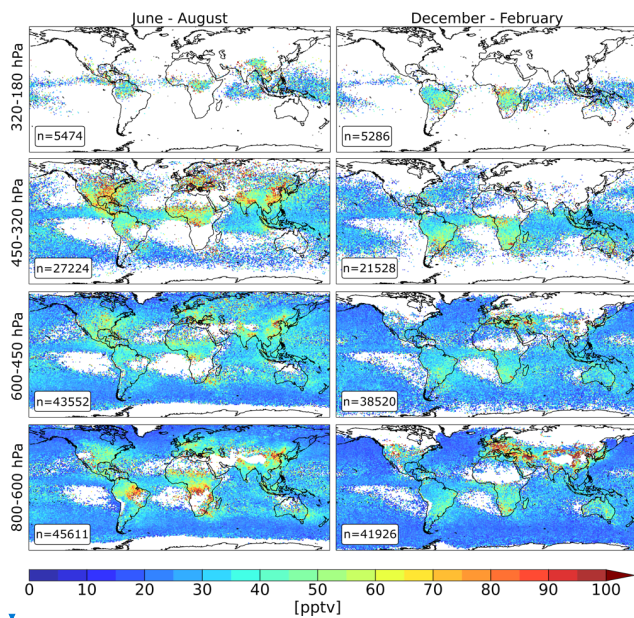 June - August
December - February
320-180 hPa
n=5474
n=5286
450-320 hPa
n=27224
n=21528
600-450 hPa
n=43552
n=38520
800-600 hPa
n=45611
n=41926
0 10 20 30 40 50 60 70 80 90 100
[pptv]